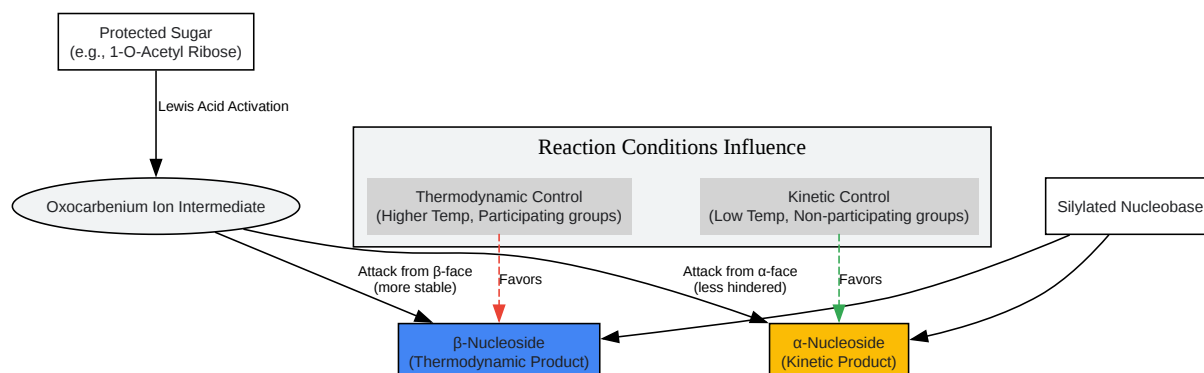 Protected Sugar
(e.g., 1-O-Acetyl Ribose)
Lewis Acid Activation
Reaction Conditions Influence
Oxocarbenium Ion Intermediate
Thermodynamic Control
(Higher Temp, Participating groups)
Kinetic Control
(Low Temp, Non-participating groups)
Silylated Nucleobase
Attack from β-face
(more stable)
Favors
Attack from α-face
(less hindered)
Favors
β-Nucleoside
(Thermodynamic Product)
α-Nucleoside
(Kinetic Product)